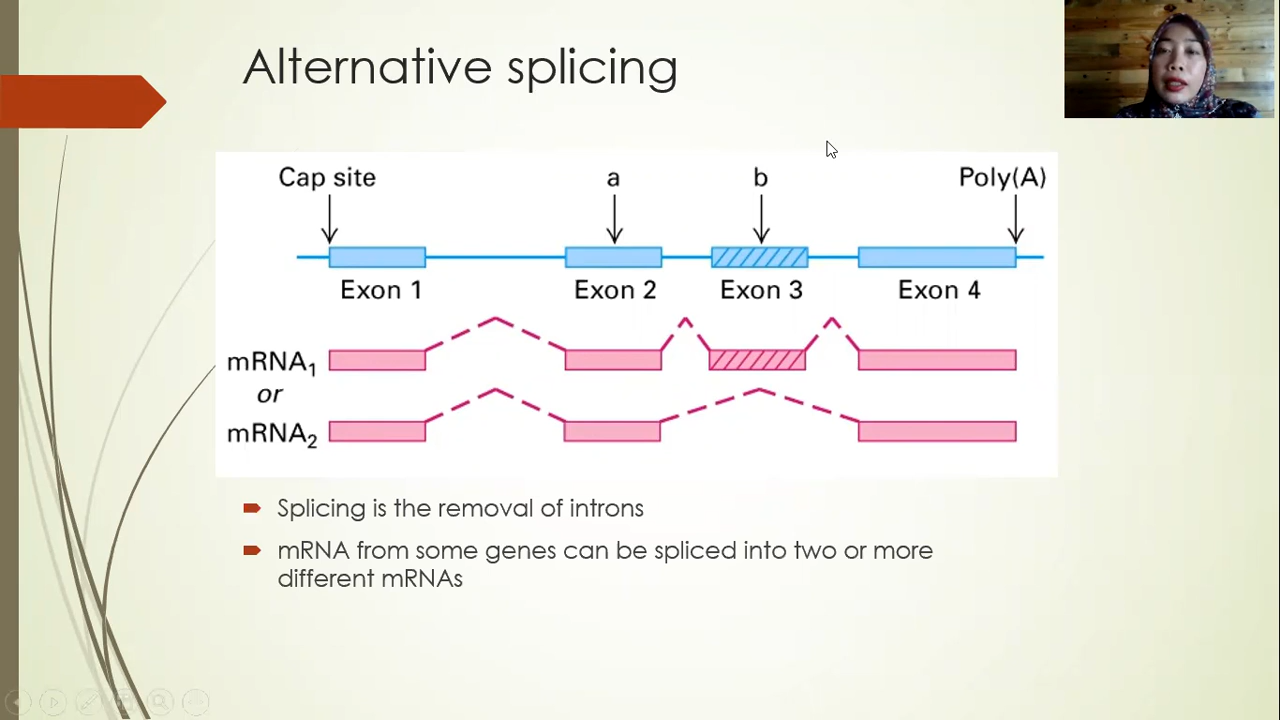 Alternative splicing
Cap site a b Poly(A)
Exon 1 Exon 2 Exon 3 Exon 4
mRNA₁
or
mRNA₂
Splicing is the removal of introns
mRNA from some genes can be spliced into two or more
different mRNAs